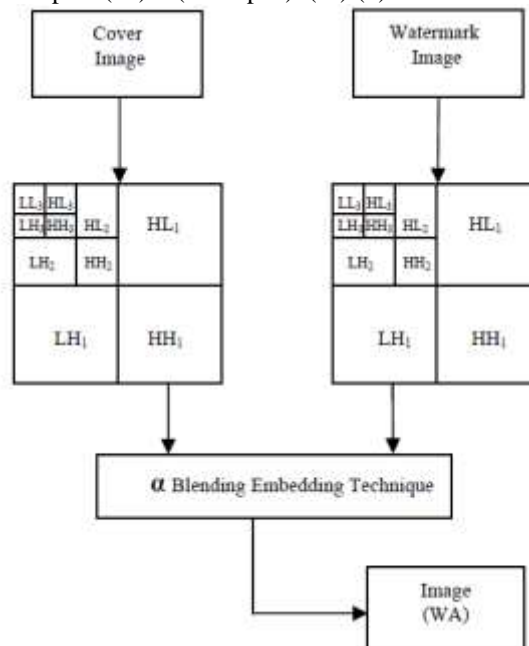 Cover
Image
Watermark
Image
LL₃ HL₃
LH₃ HH₃ HL₂ HL₁
LH₂ HH₂
LH₁ HH₁
LL₃ HL₃
LH₃ HH₃ HL₂ HL₁
LH₂ HH₂
LH₁ HH₁
α Blending Embedding Technique
Image
(WA)